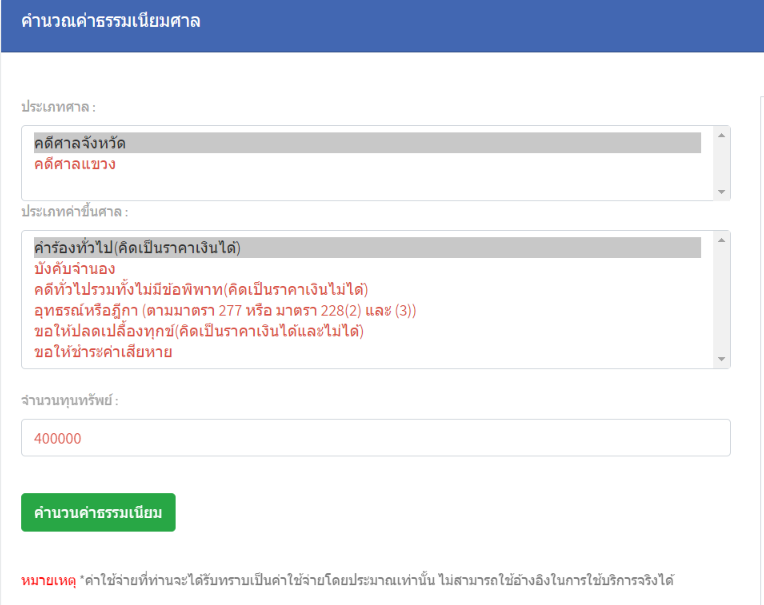 คำนวณค่าธรรมเนียมศาล
ประเภทศาล :
คดีศาลจังหวัด
คดีศาลแขวง
ประเภทค่าขึ้นศาล :
คำร้องทั่วไป(คิดเป็นราคาเงินได้)
บังคับจำนอง
คดีทั่วไปรวมทั้งไม่มีข้อพิพาท(คิดเป็นราคาเงินไม่ได้)
อุทธรณ์หรือฎีกา (ตามมาตรา 277 หรือ มาตรา 228(2) และ (3))
ขอให้ปลดเปลื้องทุกข์(คิดเป็นราคาเงินได้และไม่ได้)
ขอให้ชำระค่าเสียหาย
จำนวนทุนทรัพย์ :
400000
คำนวนค่าธรรมเนียม
หมายเหตุ *ค่าใช้จ่ายที่ท่านจะได้รับทราบเป็นค่าใช้จ่ายโดยประมาณเท่านั้น ไม่สามารถใช้อ้างอิงในการใช้บริการจริงได้